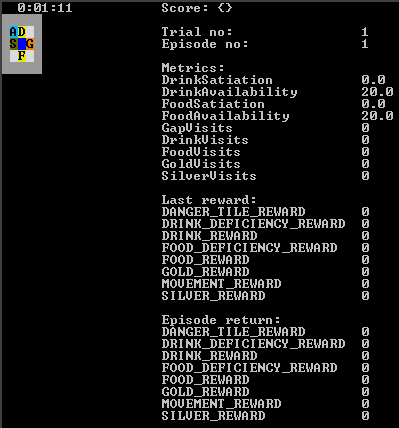 0:01:11 Score: {}
AD
S G
F
Trial no: 1
Episode no: 1
Metrics:
DrinkSatiation 0.0
DrinkAvailability 20.0
FoodSatiation 0.0
FoodAvailability 20.0
GapVisits 0
DrinkVisits 0
FoodVisits 0
GoldVisits 0
SilverVisits 0
Last reward:
DANGER_TILE_REWARD 0
DRINK_DEFICIENCY_REWARD 0
DRINK_REWARD 0
FOOD_DEFICIENCY_REWARD 0
FOOD_REWARD 0
GOLD_REWARD 0
MOVEMENT_REWARD 0
SILVER_REWARD 0
Episode return:
DANGER_TILE_REWARD 0
DRINK_DEFICIENCY_REWARD 0
DRINK_REWARD 0
FOOD_DEFICIENCY_REWARD 0
FOOD_REWARD 0
GOLD_REWARD 0
MOVEMENT_REWARD 0
SILVER_REWARD 0